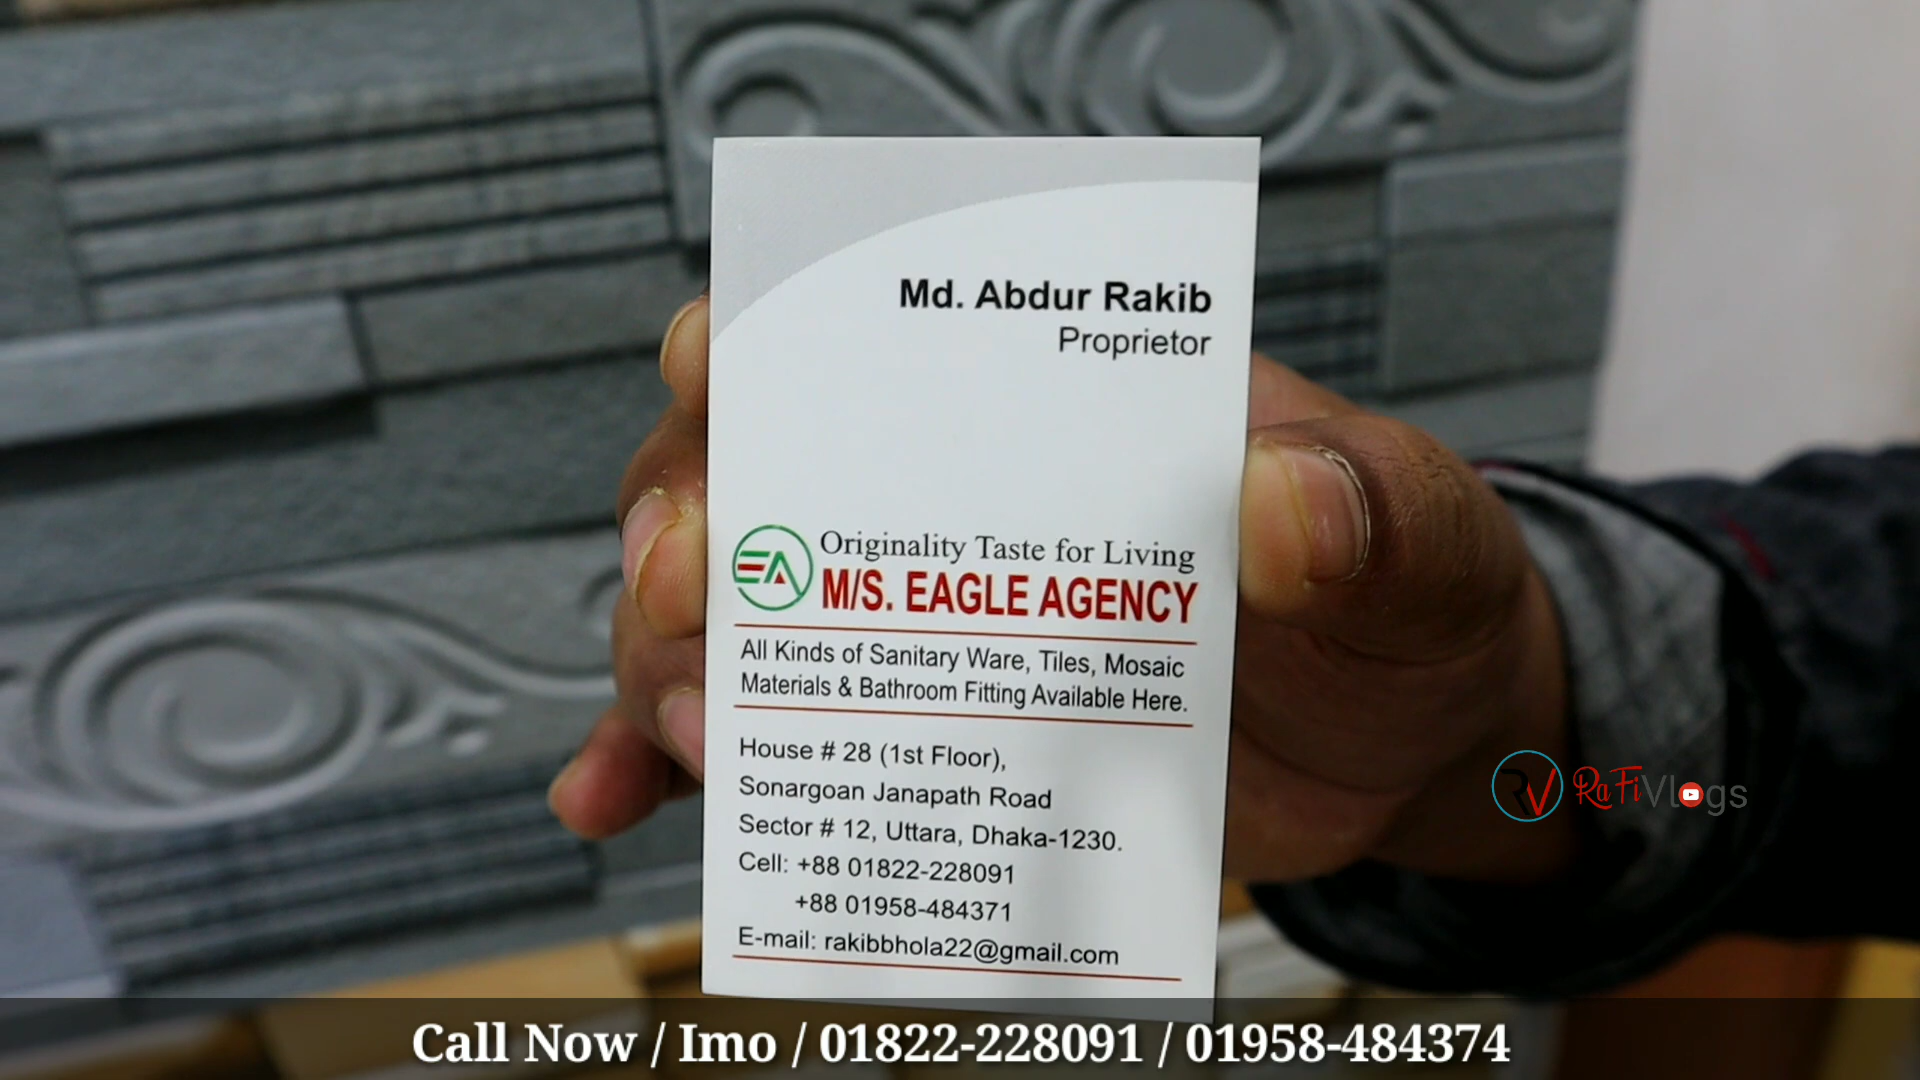 Md. Abdur Rakib
Proprietor
EA
Originality Taste for Living
M/S. EAGLE AGENCY
All Kinds of Sanitary Ware, Tiles, Mosaic
Materials & Bathroom Fitting Available Here.
House # 28 (1st Floor),
Sonargoan Janapath Road
Sector # 12, Uttara, Dhaka-1230.
Cell: +88 01822-228091
+88 01958-484371
E-mail: rakibbhola22@gmail.com
RV RaFiVlogs
Call Now / Imo / 01822-228091 / 01958-484374